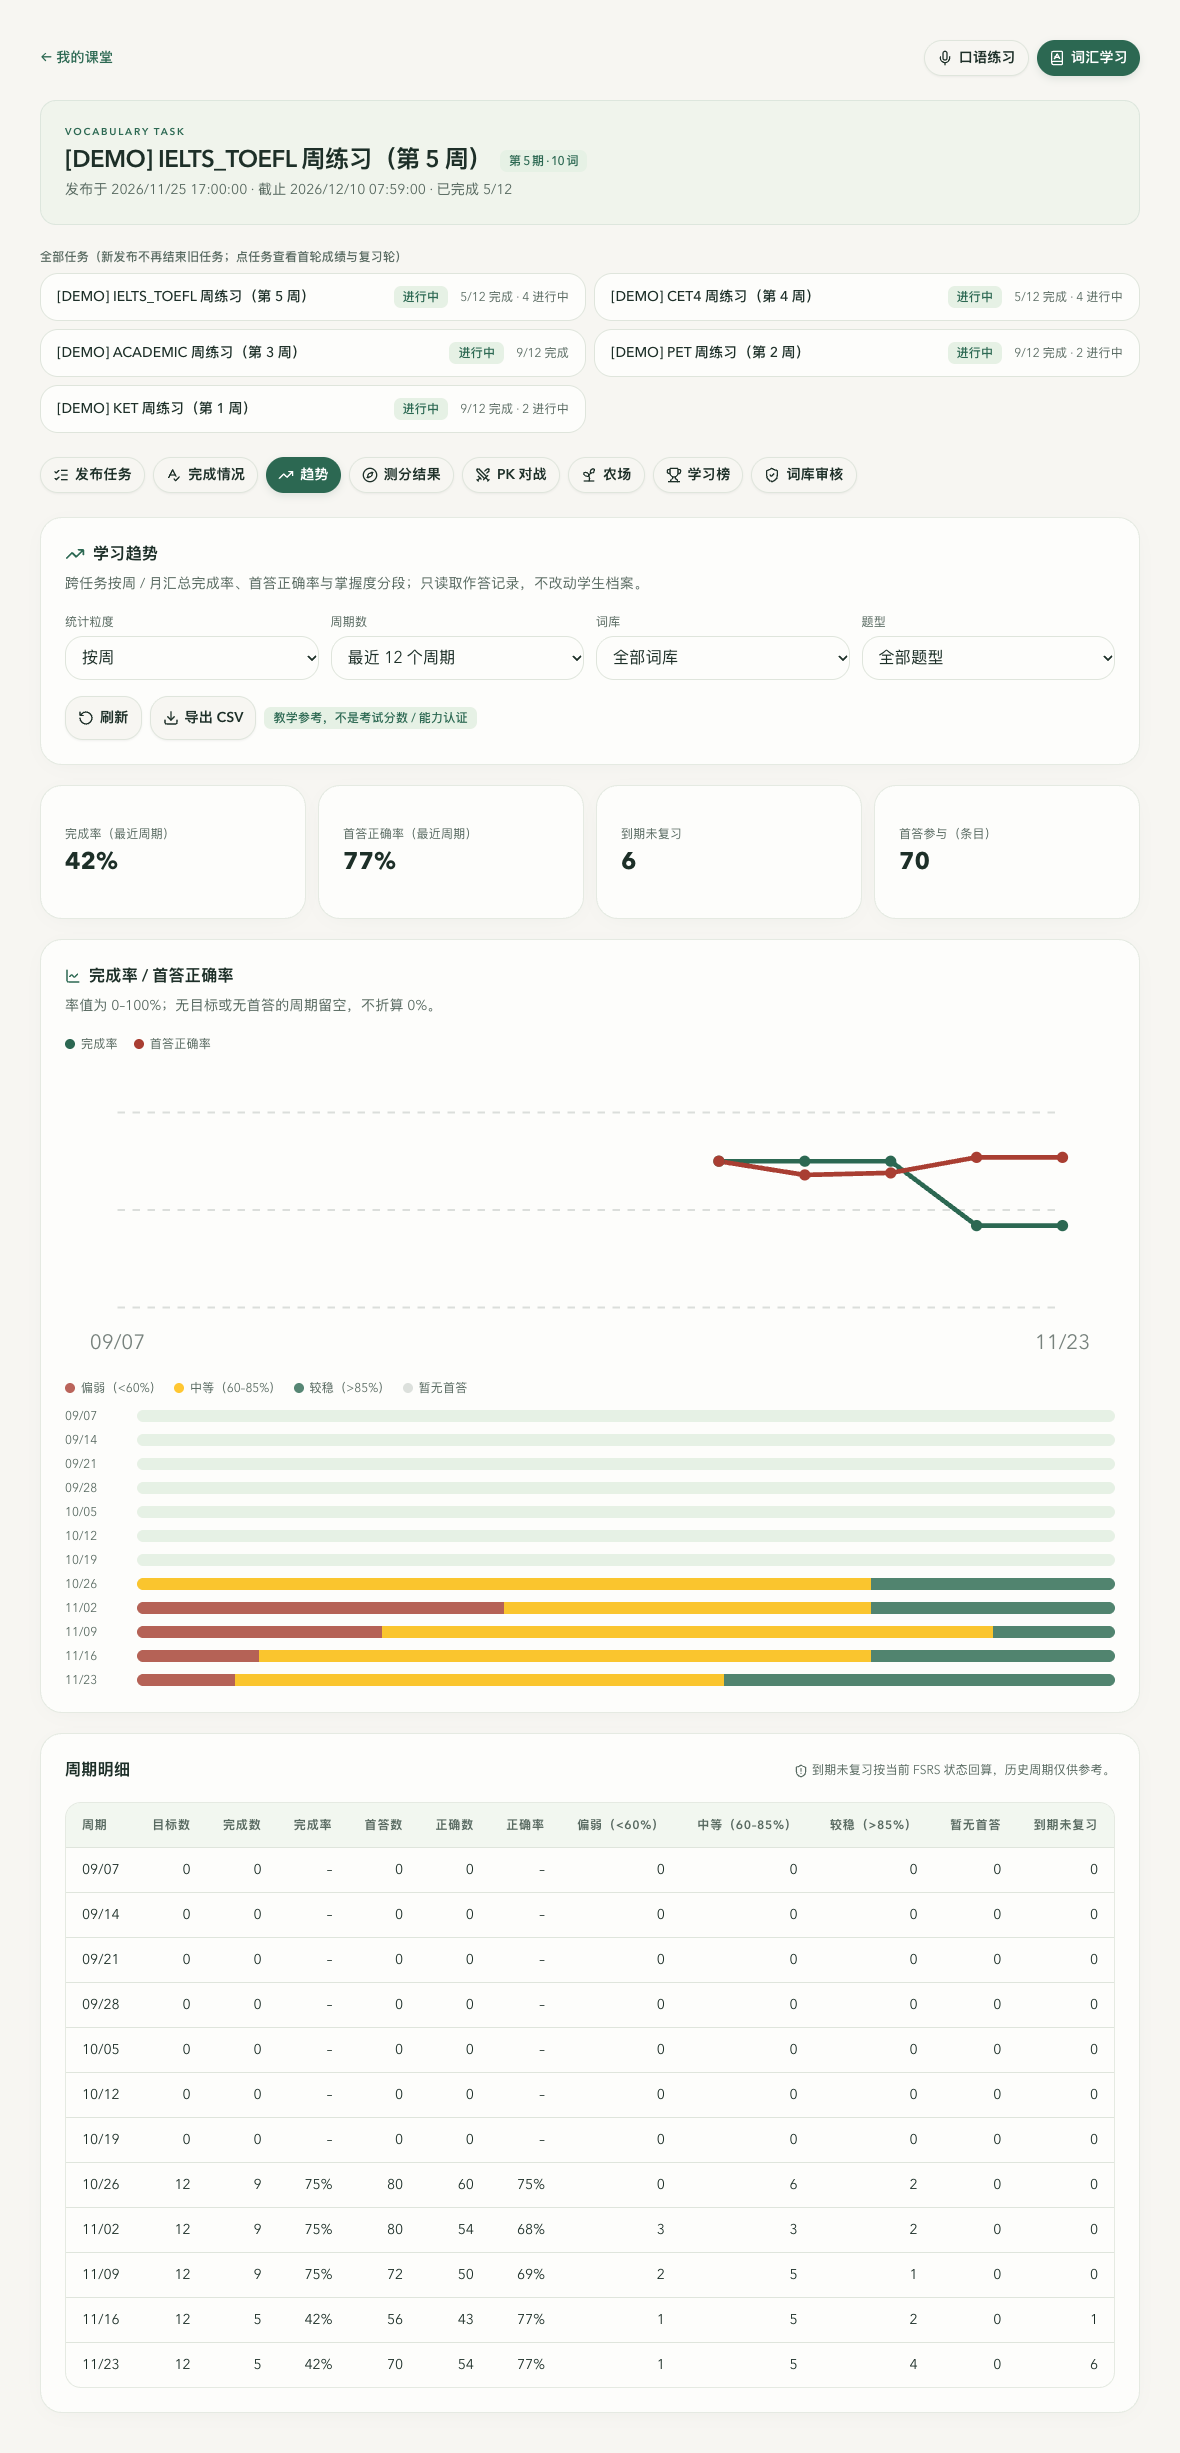 ← 我的课堂
口语练习
词汇学习
VOCABULARY TASK
[DEMO] IELTS_TOEFL 周练习（第 5 周） 第 5 期 · 10 词
发布于 2026/11/25 17:00:00 · 截止 2026/12/10 07:59:00 · 已完成 5/12
全部任务（新发布不再结束旧任务；点任务查看首轮成绩与复习轮）
[DEMO] IELTS_TOEFL 周练习（第 5 周） 进行中 5/12 完成 · 4 进行中
[DEMO] CET4 周练习（第 4 周） 进行中 5/12 完成 · 4 进行中
[DEMO] ACADEMIC 周练习（第 3 周） 进行中 9/12 完成
[DEMO] PET 周练习（第 2 周） 进行中 9/12 完成 · 2 进行中
[DEMO] KET 周练习（第 1 周） 进行中 9/12 完成 · 2 进行中
发布任务 完成情况 趋势 测分结果 PK 对战 农场 学习榜 词库审核
学习趋势
跨任务按周 / 月汇总完成率、首答正确率与掌握度分段；只读取作答记录，不改动学生档案。
统计粒度 周期数 词库 题型
按周 最近 12 个周期 全部词库 全部题型
刷新 导出 CSV 教学参考，不是考试分数 / 能力认证
完成率（最近周期） 首答正确率（最近周期） 到期未复习 首答参与（条目）
42% 77% 6 70
完成率 / 首答正确率
率值为 0–100%；无目标或无首答的周期留空，不折算 0%。
完成率 首答正确率
09/07 11/23
偏弱（<60%） 中等（60–85%） 较稳（>85%） 暂无首答
09/07
09/14
09/21
09/28
10/05
10/12
10/19
10/26
11/02
11/09
11/16
11/23
周期明细 到期未复习按当前 FSRS 状态回算，历史周期仅供参考。
周期 目标数 完成数 完成率 首答数 正确数 正确率 偏弱（<60%） 中等（60–85%） 较稳（>85%） 暂无首答 到期未复习
09/07 0 0 – 0 0 – 0 0 0 0 0
09/14 0 0 – 0 0 – 0 0 0 0 0
09/21 0 0 – 0 0 – 0 0 0 0 0
09/28 0 0 – 0 0 – 0 0 0 0 0
10/05 0 0 – 0 0 – 0 0 0 0 0
10/12 0 0 – 0 0 – 0 0 0 0 0
10/19 0 0 – 0 0 – 0 0 0 0 0
10/26 12 9 75% 80 60 75% 0 6 2 0 0
11/02 12 9 75% 80 54 68% 3 3 2 0 0
11/09 12 9 75% 72 50 69% 2 5 1 0 0
11/16 12 5 42% 56 43 77% 1 5 2 0 1
11/23 12 5 42% 70 54 77% 1 5 4 0 6